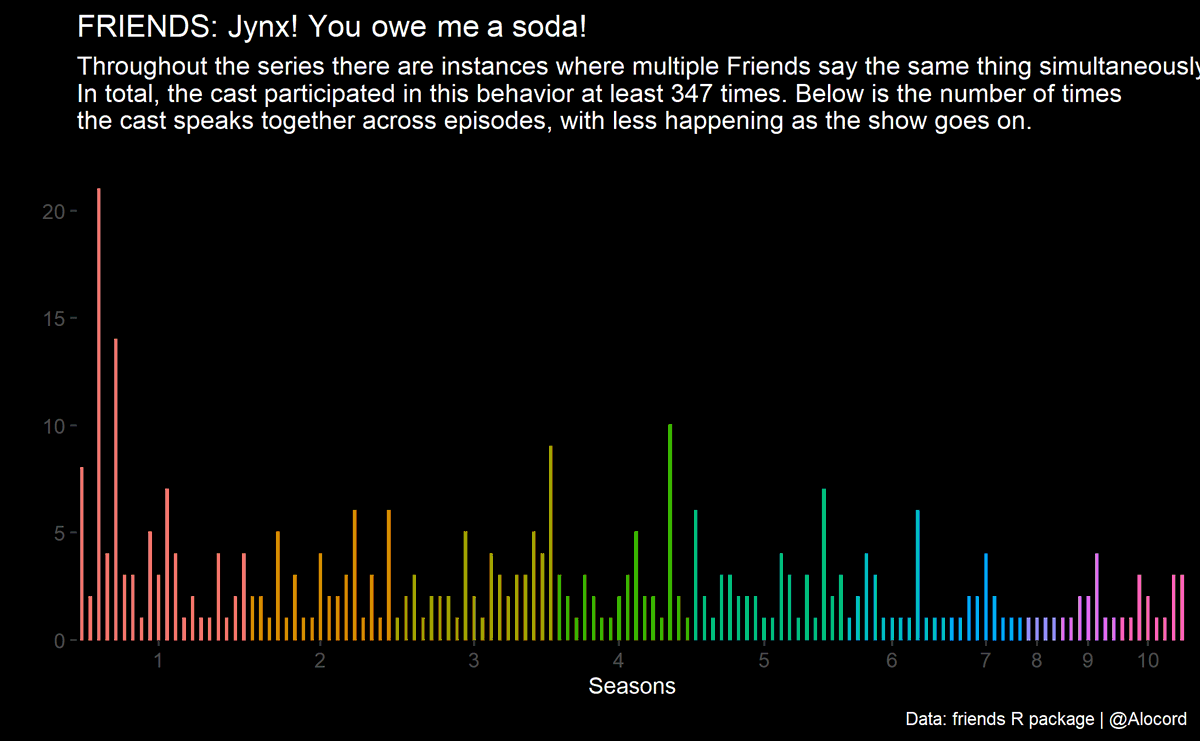 FRIENDS: Jynx! You owe me a soda!
Throughout the series there are instances where multiple Friends say the same thing simultaneously
In total, the cast participated in this behavior at least 347 times. Below is the number of times
the cast speaks together across episodes, with less happening as the show goes on.
20
15
10
5
0
1 2 3 4 5 6 7 8 9 10
Seasons
Data: friends R package | @Alocord